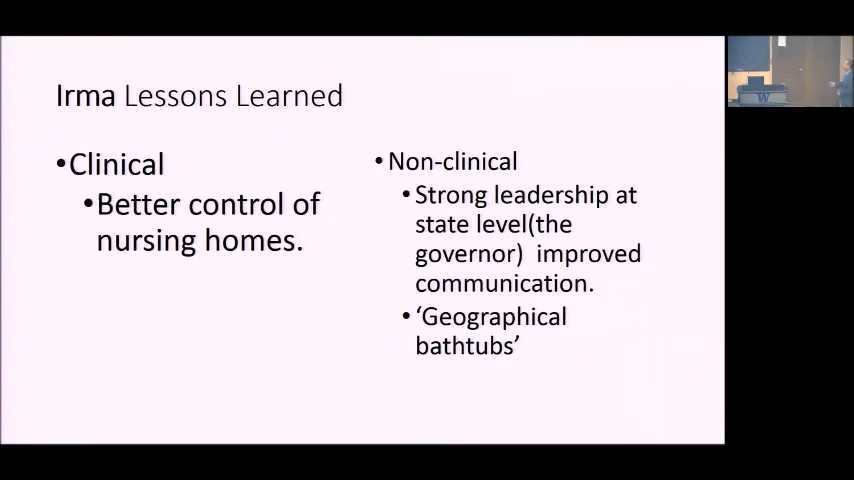 Irma Lessons Learned
•Clinical
•Better control of
nursing homes.
•Non-clinical
•Strong leadership at
state level(the
governor)  improved
communication.
•‘Geographical
bathtubs’
W